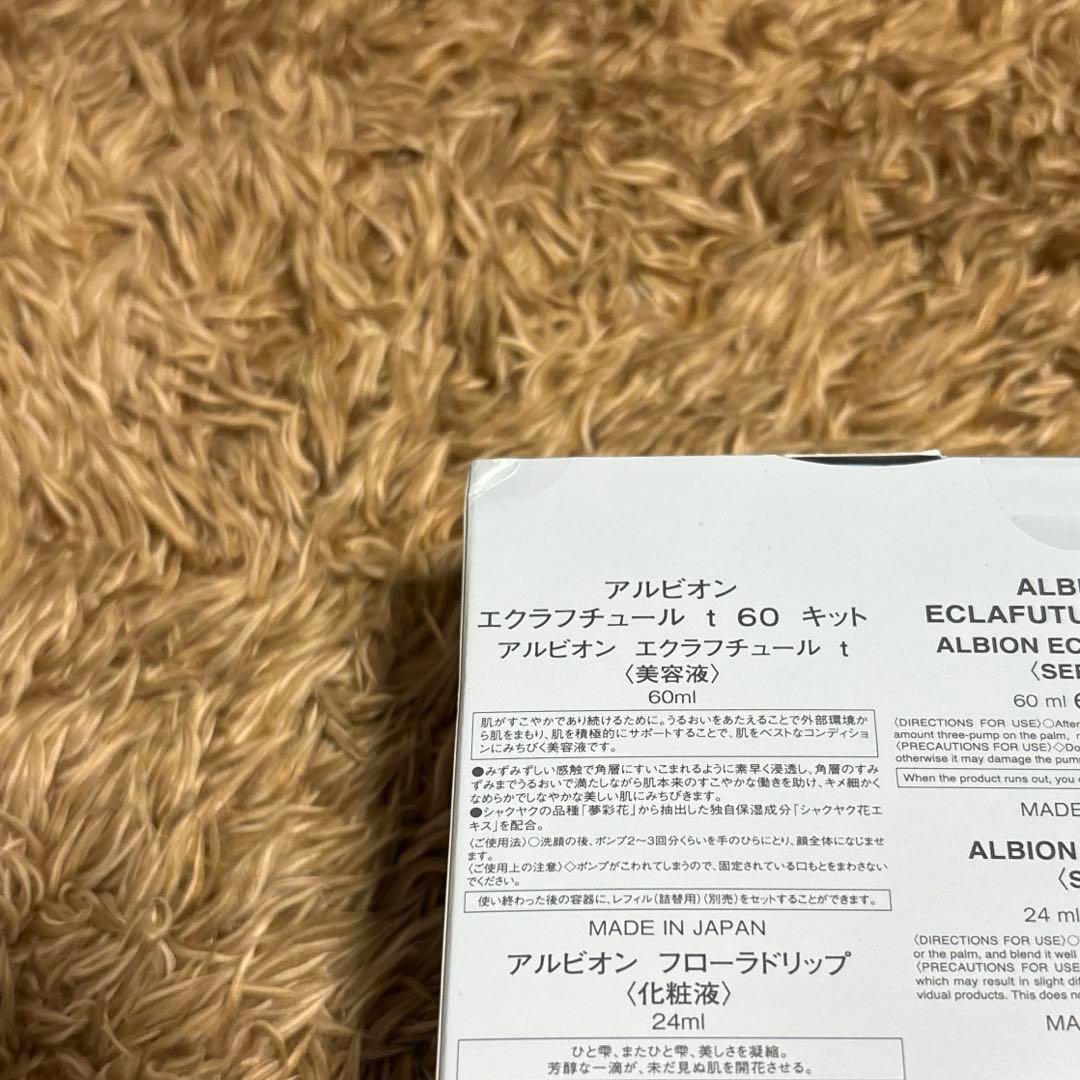 アルビオン
エクラフチュール t 60 キット
アルビオン エクラフチュール t
〈美容液〉
60ml
肌がすこやかであり続けるために。うるおいをあたえることで外部環境か
ら肌をまもり、肌を積極的にサポートすることで、肌をベストなコンディショ
ンにみちびく美容液です。
●みずみずしい感触で角層にすいこまれるように素早く浸透し、角層のすみ
ずみまでうるおいで満たしながら肌本来のすこやかな働きを助け、キメ細かく
なめらかでしなやかな美しい肌にみちびきます。
●シャクヤクの品種「夢彩花」から抽出した独自保湿成分「シャクヤク花エ
キス」を配合。
〈ご使用法〉○洗顔の後、ポンプ2〜3回分くらいを手のひらにとり、顔全体になじませ
ます。
〈ご使用上の注意〉◇ポンプがこわれてしまうので、固定されている口もとをまわさない
でください。
使い終わった後の容器に、レフィル(詰替用)(別売)をセットすることができます。
MADE IN JAPAN
アルビオン フローラドリップ
〈化粧液〉
24ml
ひと雫、またひと雫、美しさを凝縮。
芳醇な一滴が、未だ見ぬ肌を開花させる。
ALB
ECLAFUTU
ALBION EC
〈SE
60 ml
〈DIRECTIONS FOR USE〉○After
amount three-pump on the palm,
〈PRECAUTIONS FOR USE〉◇Do
otherwise it may damage the pum
When the product runs out, you
MADE
ALBION
〈S
24 ml
〈DIRECTIONS FOR USE〉○
or the palm, and blend it well
〈PRECAUTIONS FOR USE
which may result in slight dif
vidual products. This does no
MA